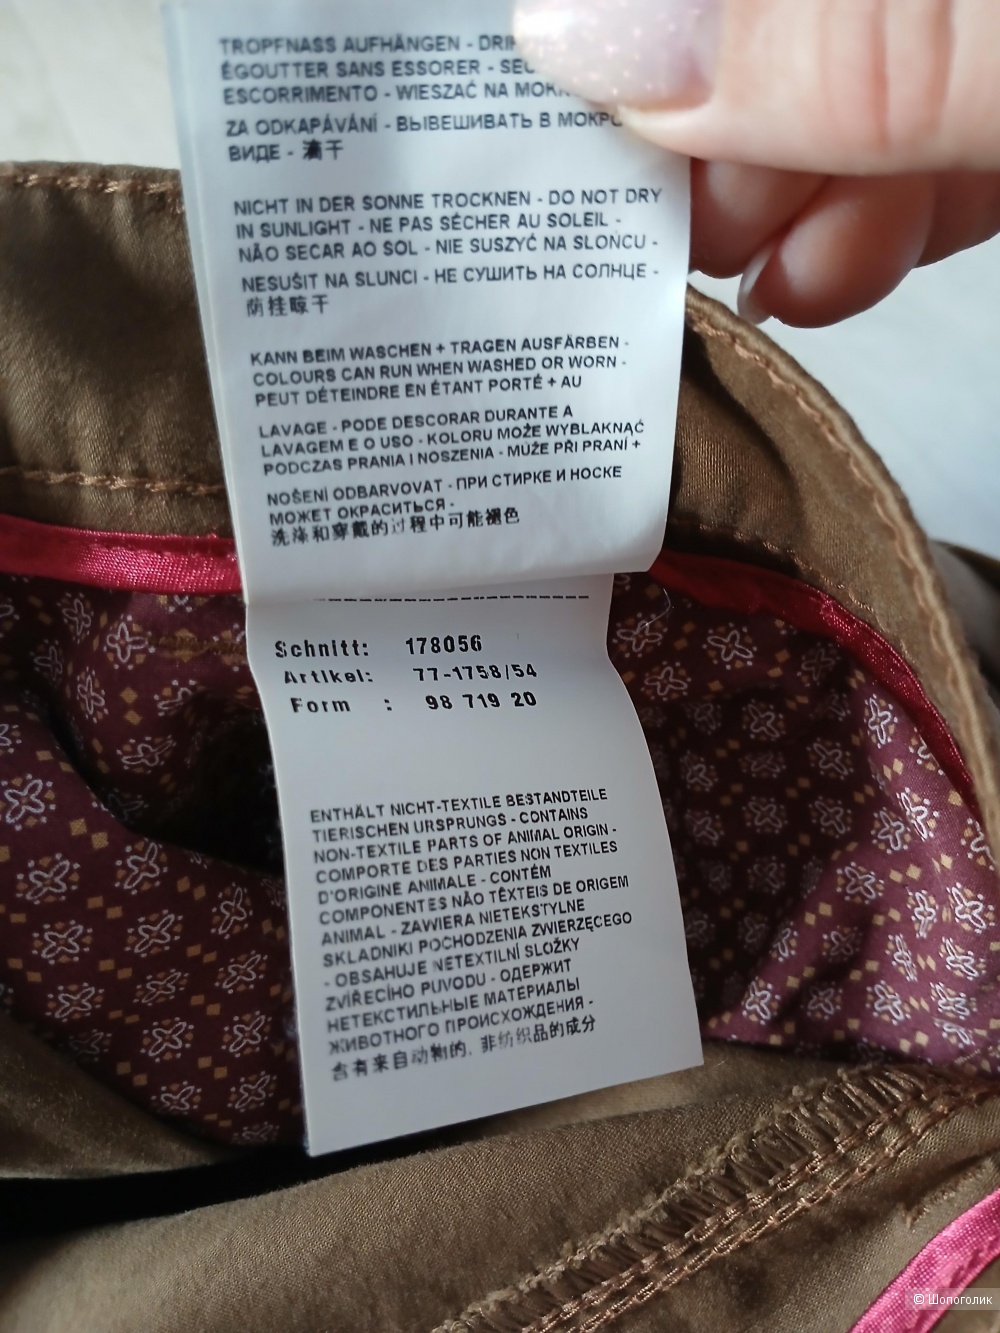 TROPFNASS AUFHÄNGEN -
ÉGOUTTER SANS ESSORER -
ESCORRIMENTO - WIESZAĆ NA
ZA ODKAPÁVÁNÍ - ВЫВЕШИВАТЬ В
ВИДЕ - 滴干
NICHT IN DER SONNE TROCKNEN - DO NOT DRY
IN SUNLIGHT - NE PAS SÉCHER AU SOLEIL -
NÃO SECAR AO SOL - NIE SUSZYĆ NA SŁOŃCU -
NESUŠIT NA SLUNCI - НЕ СУШИТЬ НА СОЛНЦЕ -
荫挂晾干
KANN BEIM WASCHEN + TRAGEN AUSFÄRBEN -
COLOURS CAN RUN WHEN WASHED OR WORN -
PEUT DÉTEINDRE EN ÉTANT PORTÉ + AU
LAVAGE - PODE DESCORAR DURANTE A
LAVAGEM E O USO - KOLORU MOŻE WYBLAKNĄĆ
PODCZAS PRANIA I NOSZENIA - MŮŽE PŘI PRANÍ +
NOŠENÍ ODBARVOVAT - ПРИ СТИРКЕ И НОСКЕ
МОЖЕТ ОКРАСИТЬСЯ -
洗涤和穿戴的过程中可能褪色
Schnitt: 178056
Artikel: 77-1758/54
Form : 98 719 20
ENTHÄLT NICHT-TEXTILE BESTANDTEILE
TIERISCHEN URSPRUNGS - CONTAINS
NON-TEXTILE PARTS OF ANIMAL ORIGIN -
COMPORTE DES PARTIES NON TEXTILES
D'ORIGINE ANIMALE - CONTÉM
COMPONENTES NÃO TÊXTEIS DE ORIGEM
ANIMAL - ZAWIERA NIETEKSTYLNE
SKŁADNIKI POCHODZENIA ZWIERZĘCEGO
- OBSAHUJE NETEXTILNÍ SLOŽKY
ZVÍŘECÍHO PUVODU - ОДЕРЖИТ
НЕТЕКСТИЛЬНЫЕ МАТЕРИАЛЫ
ЖИВОТНОГО ПРОИСХОЖДЕНИЯ -
含有来自动物的, 非纺织品的成分
© Шопоголик